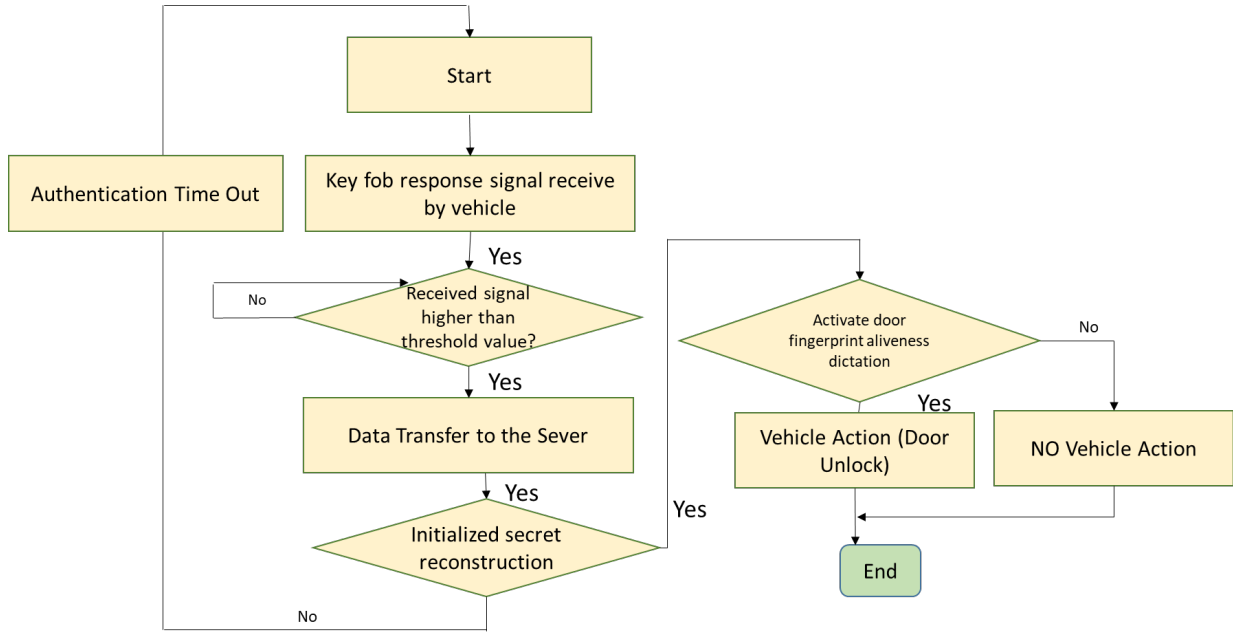 Start
Authentication Time Out
Key fob response signal receive
by vehicle
Yes
No
Received signal
higher than
threshold value?
Yes
Data Transfer to the Sever
Yes
Initialized secret
reconstruction
No
Yes
Activate door
fingerprint aliveness
dictation
No
Yes
Vehicle Action (Door
Unlock)
NO Vehicle Action
End